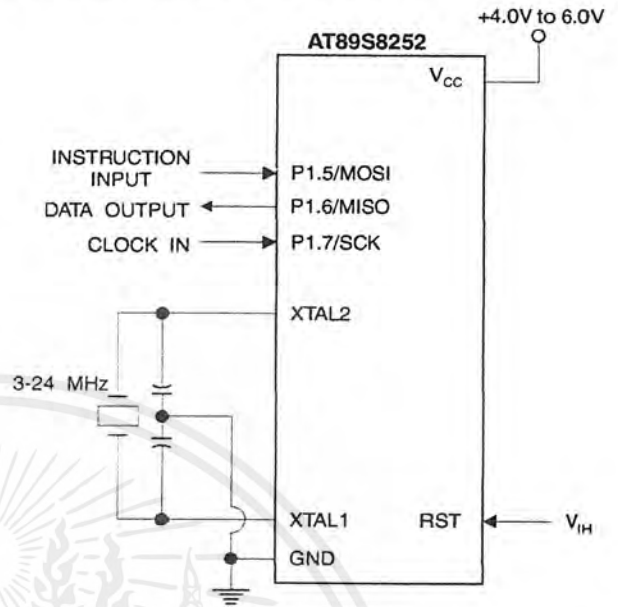 +4.0V to 6.0V
AT89S8252
VCC
INSTRUCTION
INPUT
P1.5/MOSI
DATA OUTPUT
P1.6/MISO
CLOCK IN
P1.7/SCK
XTAL2
3-24 MHz
XTAL1
RST
VIH
GND